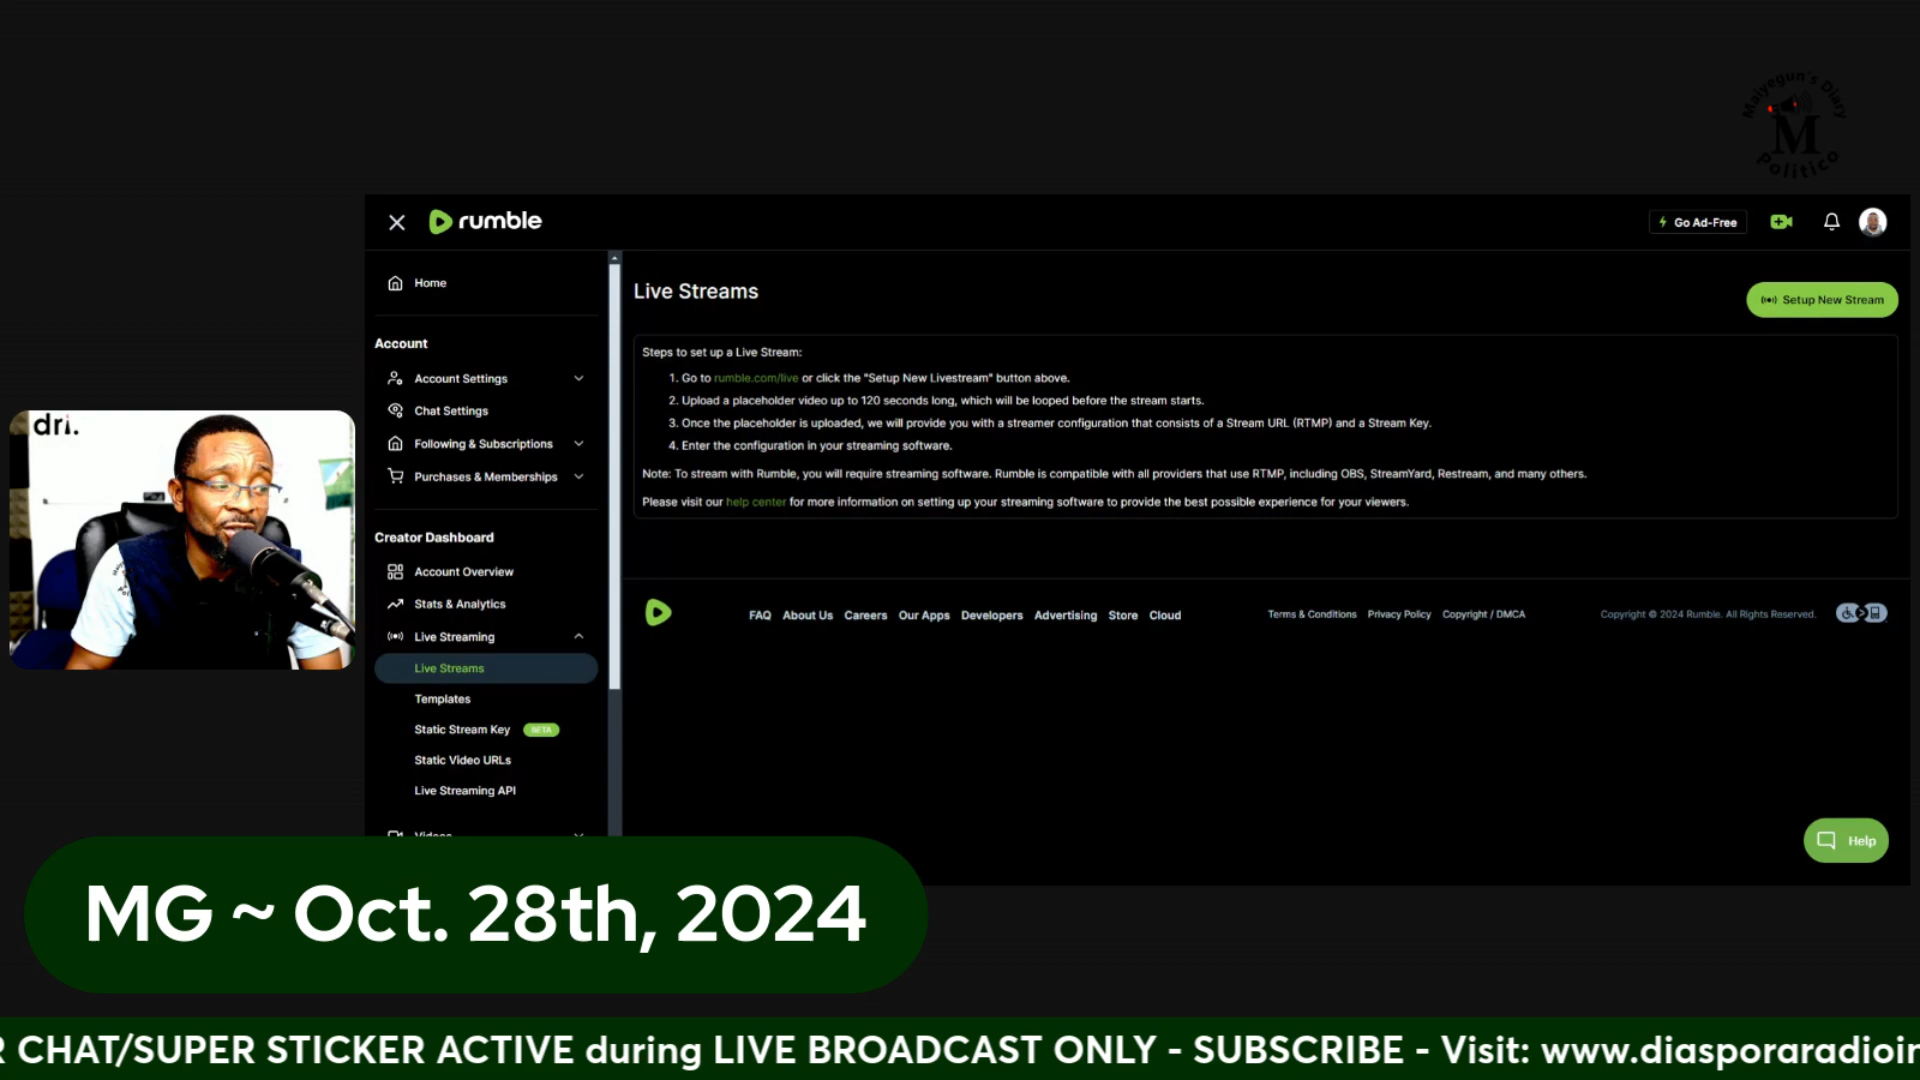 Maiyegun's Diary
M
Politico
rumble
Go Ad-Free
Home
Account
Account Settings
Chat Settings
Following & Subscriptions
Purchases & Memberships
Creator Dashboard
Account Overview
Stats & Analytics
Live Streaming
Live Streams
Templates
Static Stream Key BETA
Static Video URLs
Live Streaming API
Videos
Live Streams
Setup New Stream
Steps to set up a Live Stream:
1. Go to rumble.com/live or click the "Setup New Livestream" button above.
2. Upload a placeholder video up to 120 seconds long, which will be looped before the stream starts.
3. Once the placeholder is uploaded, we will provide you with a streamer configuration that consists of a Stream URL (RTMP) and a Stream Key.
4. Enter the configuration in your streaming software.
Note: To stream with Rumble, you will require streaming software. Rumble is compatible with all providers that use RTMP, including OBS, StreamYard, Restream, and many others.
Please visit our help center for more information on setting up your streaming software to provide the best possible experience for your viewers.
FAQ About Us Careers Our Apps Developers Advertising Store Cloud
Terms & Conditions Privacy Policy Copyright / DMCA
Copyright © 2024 Rumble. All Rights Reserved.
Help
dri.
MG ~ Oct. 28th, 2024
R CHAT/SUPER STICKER ACTIVE during LIVE BROADCAST ONLY - SUBSCRIBE - Visit: www.diasporaradioin